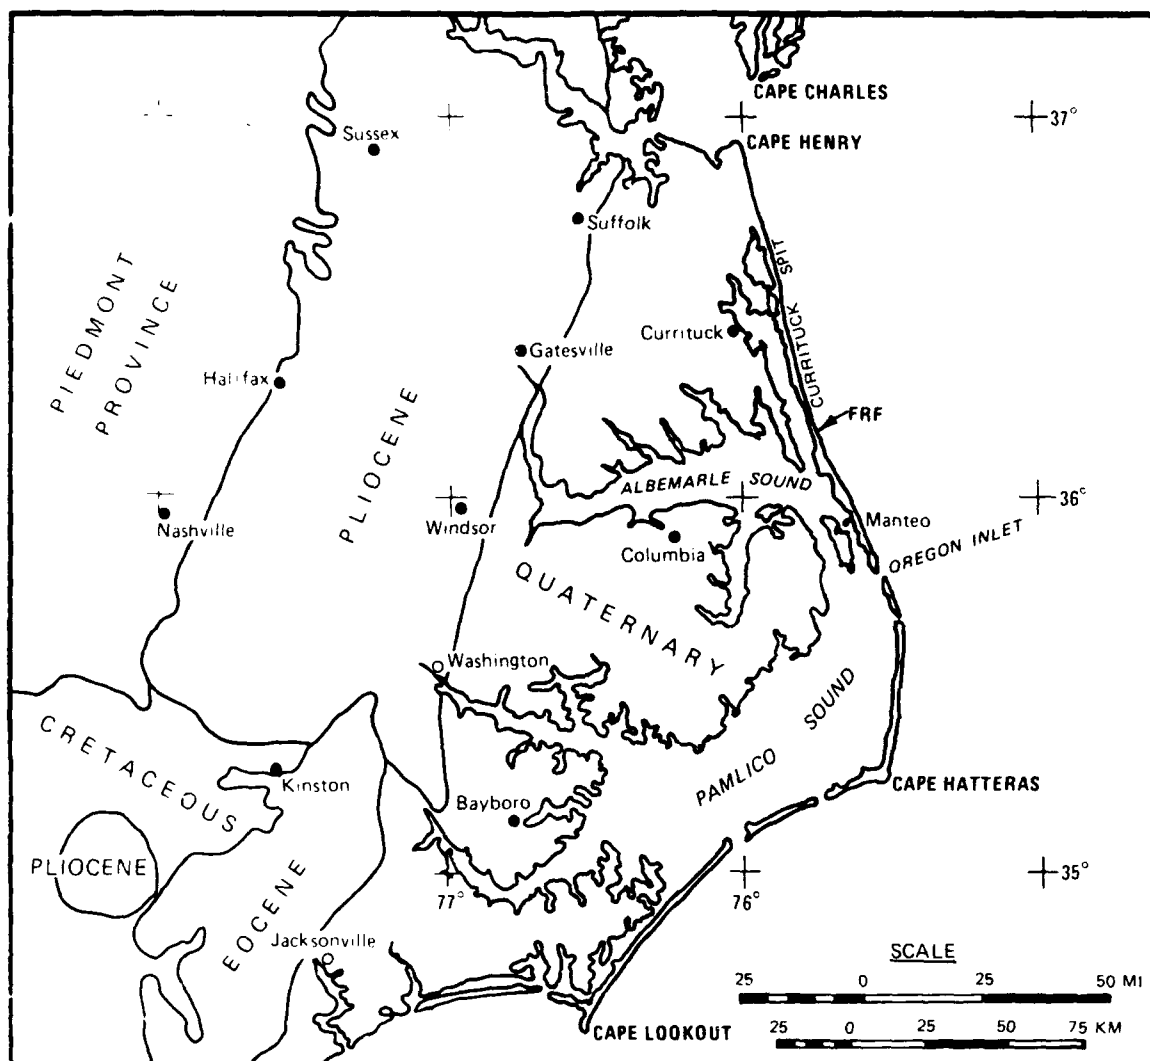 CAPE CHARLES
37°
Sussex
CAPE HENRY
Suffolk
PIEDMONT
PROVINCE
CURRITUCK SPIT
Currituck
Gatesville
Halifax
FRF
PLIOCENE
ALBEMARLE SOUND
36°
Nashville
Windsor
Manteo
Columbia
OREGON INLET
QUATERNARY
Washington
PAMLICO SOUND
CRETACEOUS
Kinston
CAPE HATTERAS
Bayboro
PLIOCENE
EOCENE
77°
76°
35°
Jacksonville
SCALE
25 0 25 50 MI
CAPE LOOKOUT
25 0 25 50 75 KM